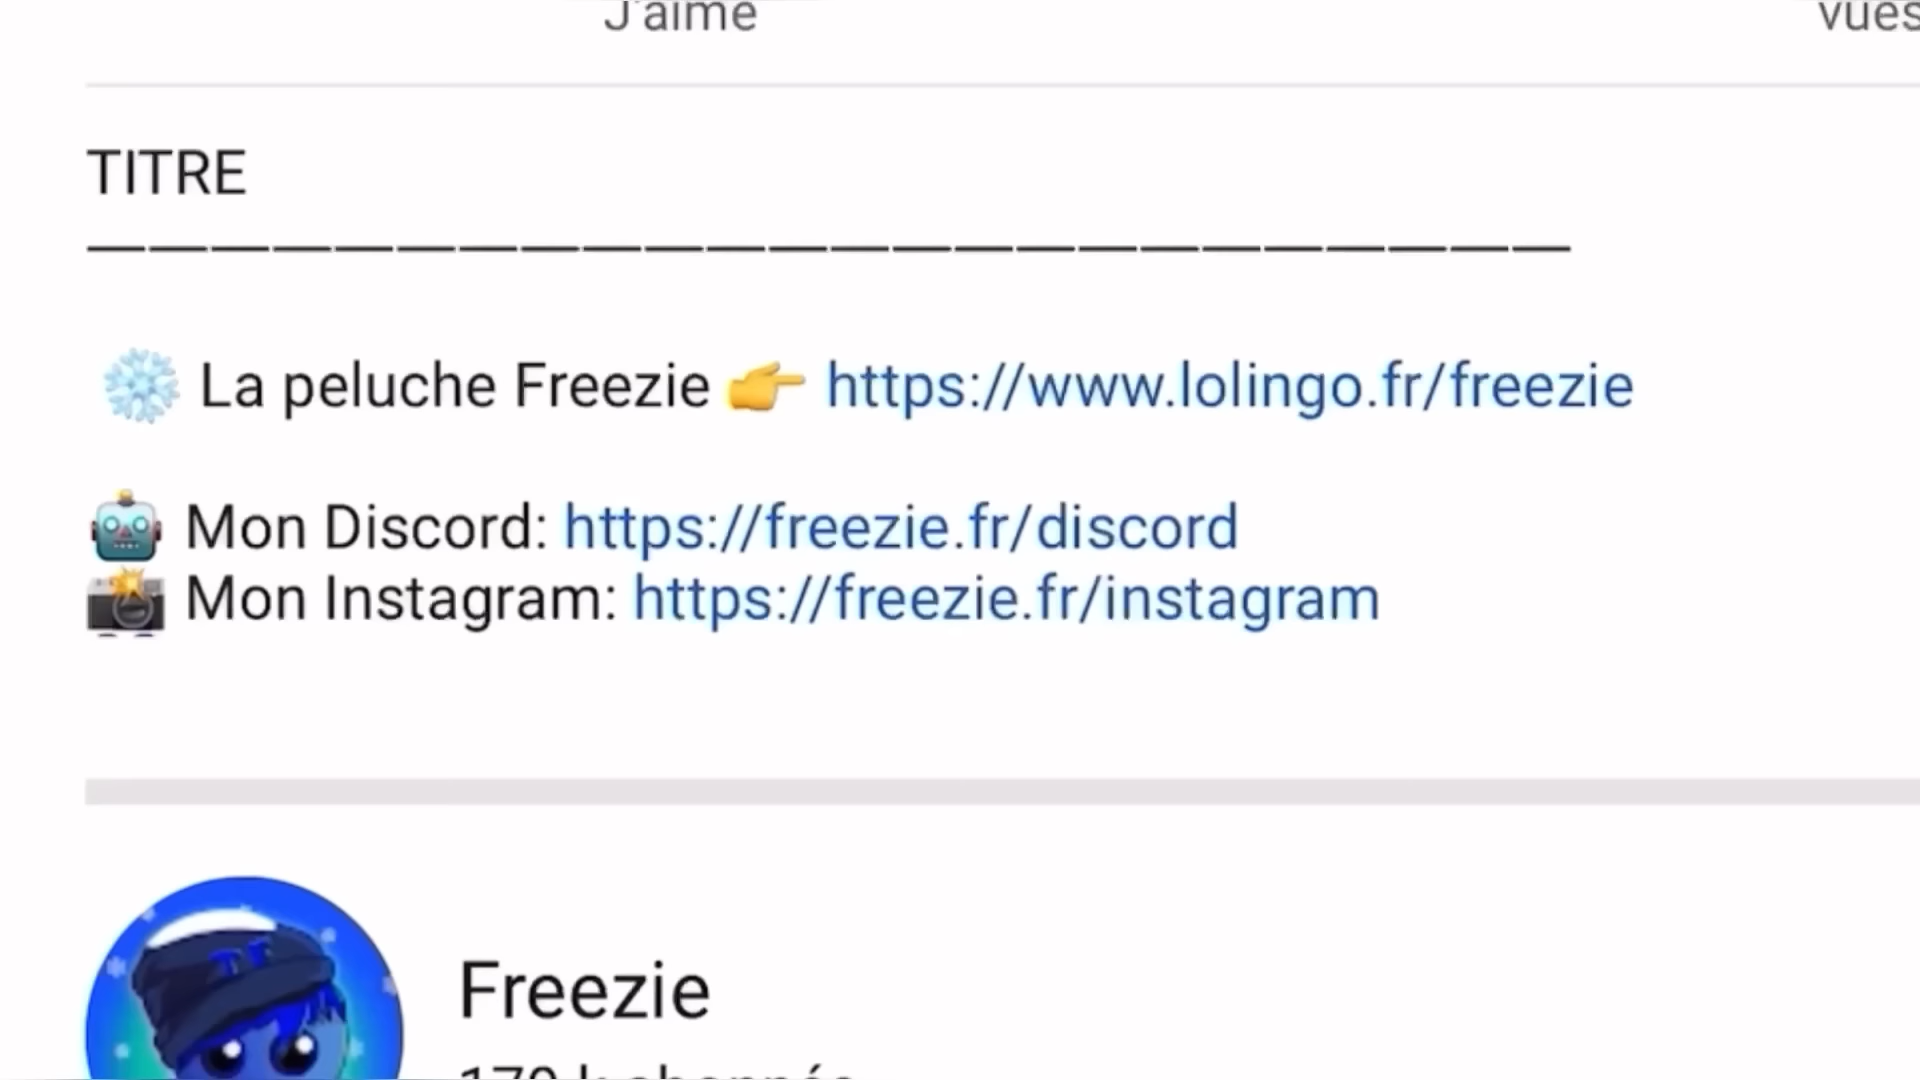 J'aime vues
TITRE
————————————————————————
❄️ La peluche Freezie 👉 https://www.lolingo.fr/freezie
🤖 Mon Discord: https://freezie.fr/discord
📸 Mon Instagram: https://freezie.fr/instagram
Freezie